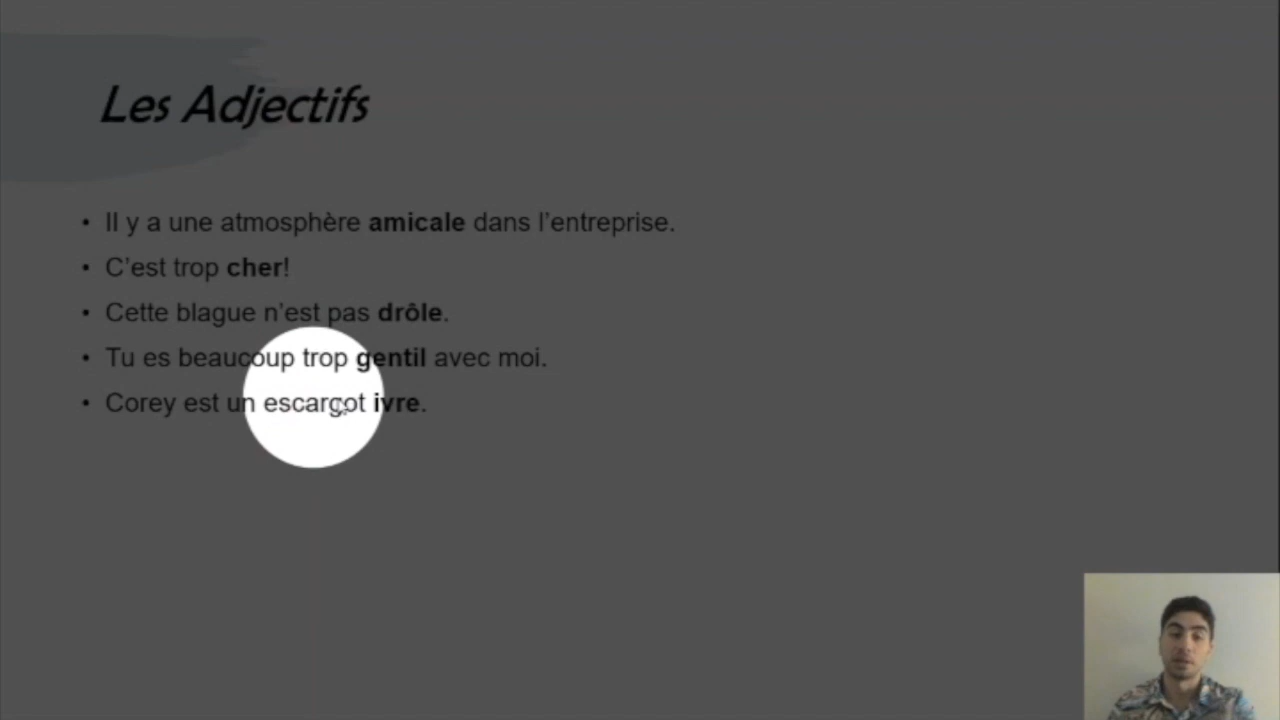 Les Adjectifs
• Il y a une atmosphère amicale dans l'entreprise.
• C'est trop cher!
• Cette blague n'est pas drôle.
• Tu es beaucoup trop gentil avec moi.
• Corey est un escargot ivre.